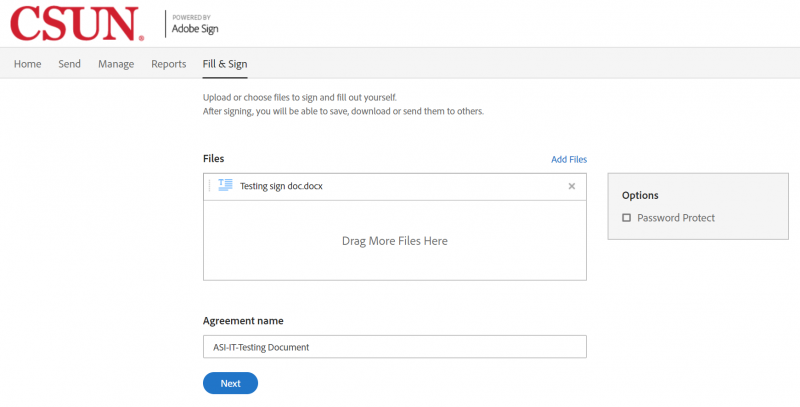 CSUN.
POWERED BY
Adobe Sign
Home Send Manage Reports Fill & Sign
Upload or choose files to sign and fill out yourself.
After signing, you will be able to save, download or send them to others.
Files Add Files
Testing sign doc.docx ×
Options
Password Protect
Drag More Files Here
Agreement name
ASI-IT-Testing Document
Next